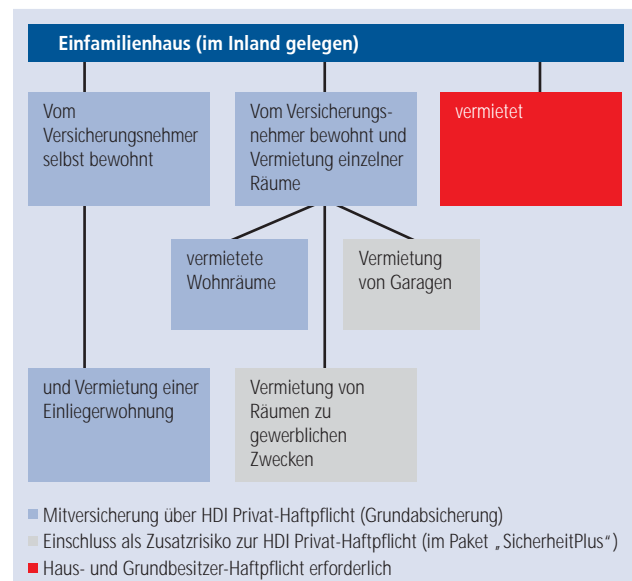 Einfamilienhaus (im Inland gelegen)
Vom
Versicherungsnehmer
selbst bewohnt
Vom Versicherungs-
nehmer bewohnt und
Vermietung einzelner
Räume
vermietet
vermietete
Wohnräume
Vermietung
von Garagen
und Vermietung einer
Einliegerwohnung
Vermietung von
Räumen zu
gewerblichen
Zwecken
Mitversicherung über HDI Privat-Haftpflicht (Grundabsicherung)
Einschluss als Zusatzrisiko zur HDI Privat-Haftpflicht (im Paket „SicherheitPlus“)
Haus- und Grundbesitzer-Haftpflicht erforderlich